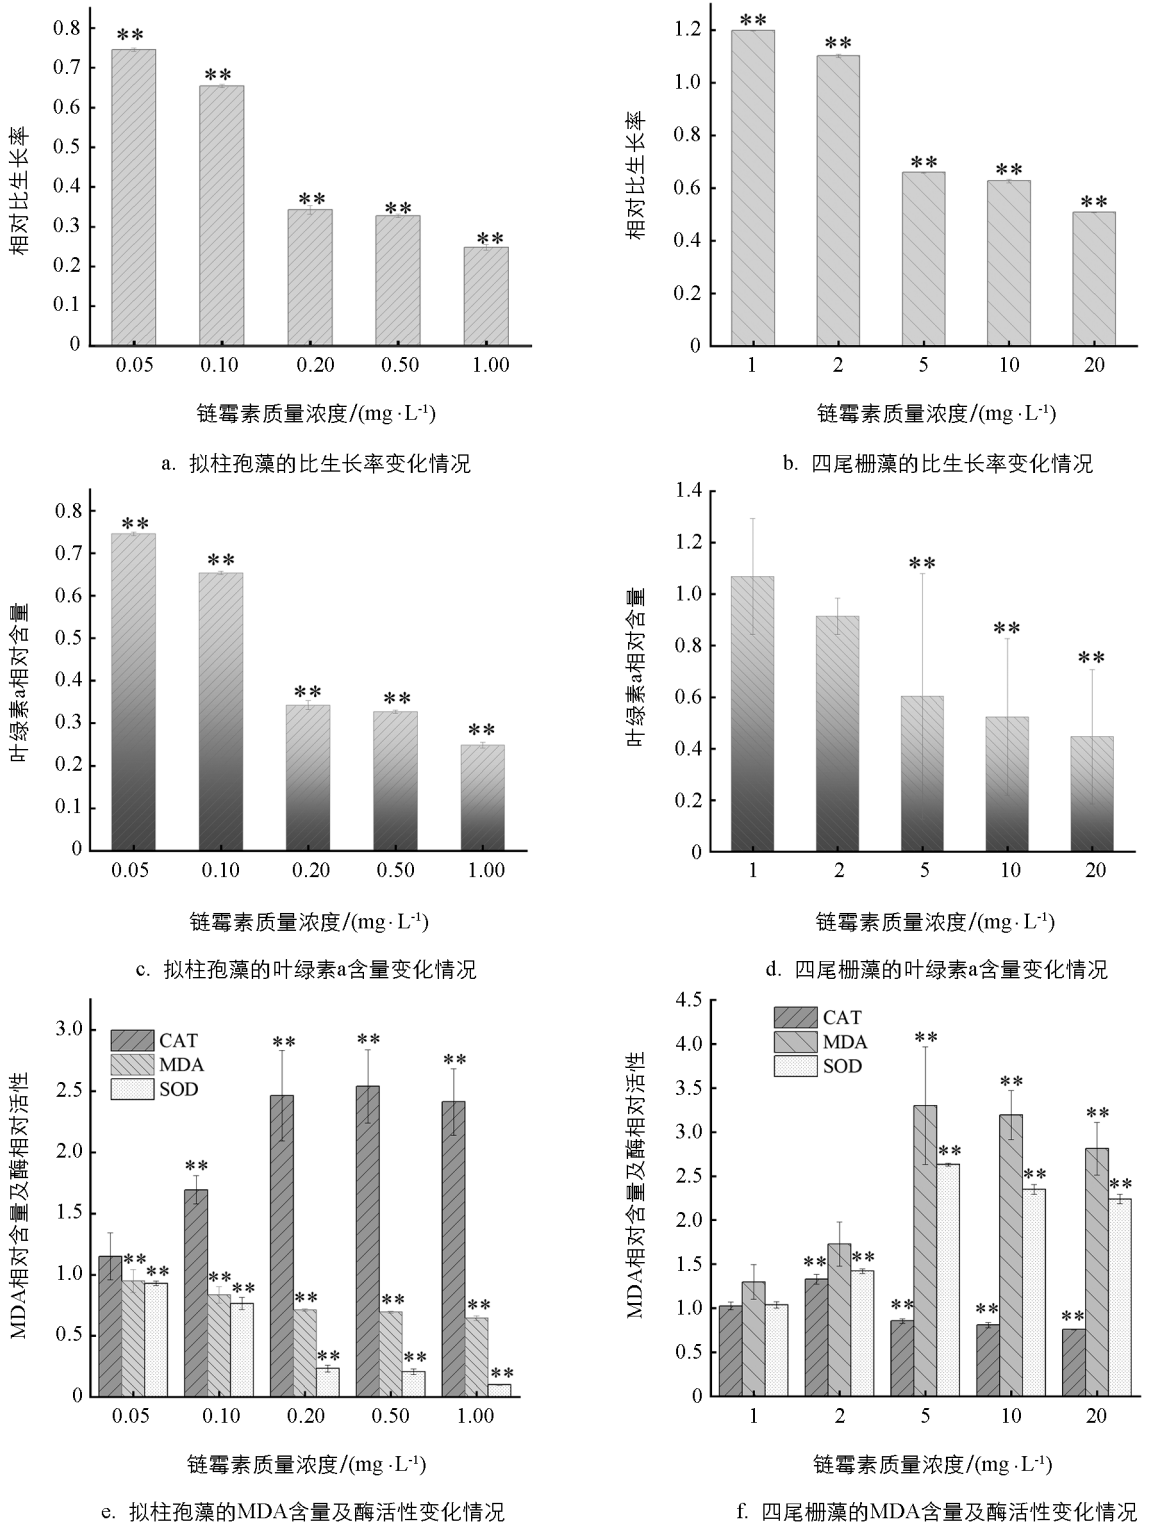 0.8
0.7
0.6
0.5
0.4
0.3
0.2
0.1
0
相对比生长率
** ** ** ** **
0.05 0.10 0.20 0.50 1.00
链霉素质量浓度/(mg·L⁻¹)
a. 拟柱孢藻的比生长率变化情况
1.2
1.0
0.8
0.6
0.4
0.2
0
相对比生长率
** ** ** ** **
1 2 5 10 20
链霉素质量浓度/(mg·L⁻¹)
b. 四尾栅藻的比生长率变化情况
0.8
0.7
0.6
0.5
0.4
0.3
0.2
0.1
0
叶绿素a相对含量
** ** ** ** **
0.05 0.10 0.20 0.50 1.00
链霉素质量浓度/(mg·L⁻¹)
c. 拟柱孢藻的叶绿素a含量变化情况
1.4
1.2
1.0
0.8
0.6
0.4
0.2
0
叶绿素a相对含量
** ** **
1 2 5 10 20
链霉素质量浓度/(mg·L⁻¹)
d. 四尾栅藻的叶绿素a含量变化情况
3.0
2.5
2.0
1.5
1.0
0.5
0
MDA相对含量及酶相对活性
CAT
MDA
SOD
** ** ** ** ** ** ** ** ** ** ** ** ** **
0.05 0.10 0.20 0.50 1.00
链霉素质量浓度/(mg·L⁻¹)
e. 拟柱孢藻的MDA含量及酶活性变化情况
4.5
4.0
3.5
3.0
2.5
2.0
1.5
1.0
0.5
0
MDA相对含量及酶相对活性
CAT
MDA
SOD
** ** ** ** ** ** ** ** ** ** **
1 2 5 10 20
链霉素质量浓度/(mg·L⁻¹)
f. 四尾栅藻的MDA含量及酶活性变化情况